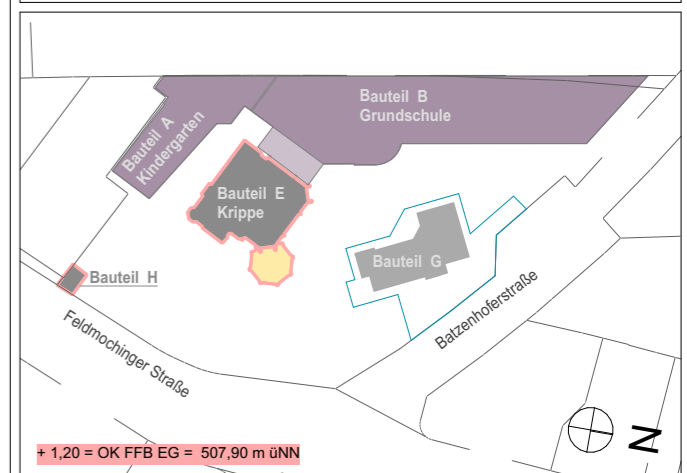 Bauteil B
Grundschule
Bauteil A
Kindergarten
Bauteil E
Krippe
Bauteil G
Bauteil H
Batzenhoferstraße
Feldmochinger Straße
+ 1,20 = OK FFB EG = 507,90 m üNN
N